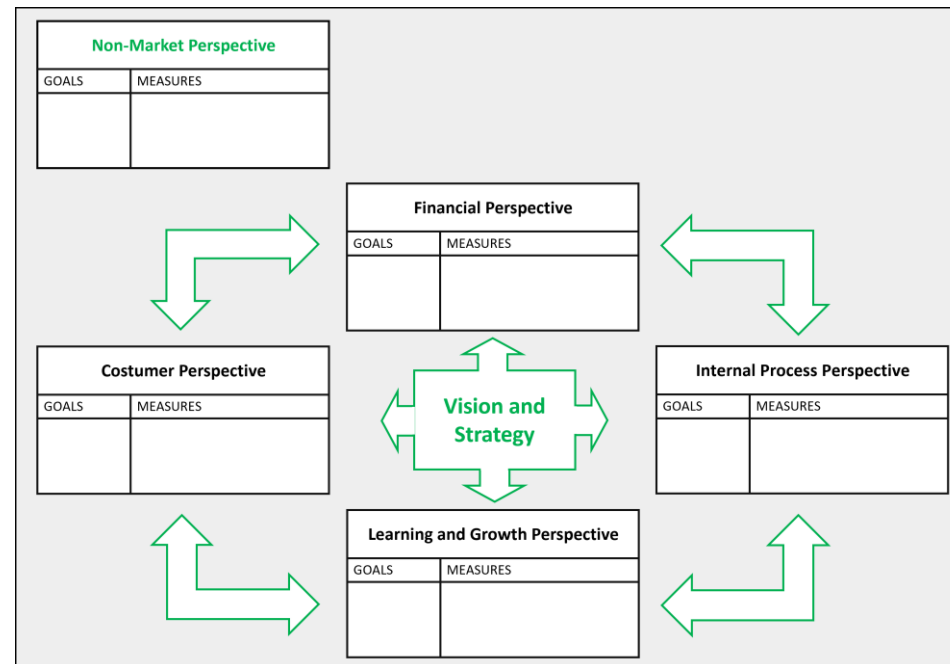 Non-Market Perspective
GOALS MEASURES
Financial Perspective
GOALS MEASURES
Costumer Perspective
GOALS MEASURES
Vision and
Strategy
Internal Process Perspective
GOALS MEASURES
Learning and Growth Perspective
GOALS MEASURES